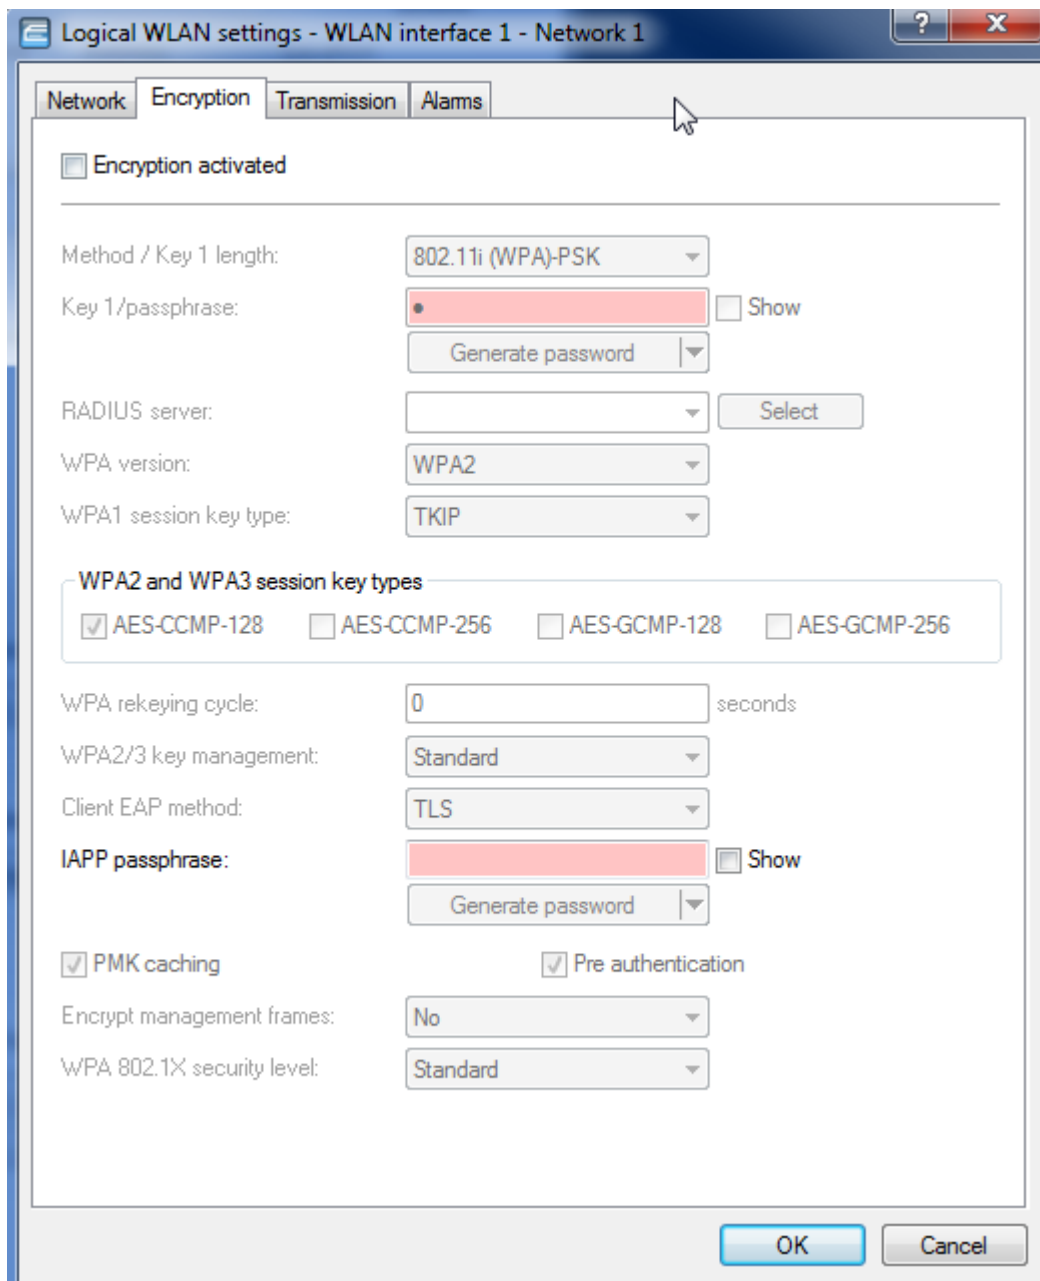 Logical WLAN settings - WLAN interface 1 - Network 1
Network Encryption Transmission Alarms
Encryption activated
Method / Key 1 length: 802.11i (WPA)-PSK
Key 1/passphrase: ● Show
Generate password
RADIUS server: Select
WPA version: WPA2
WPA1 session key type: TKIP
WPA2 and WPA3 session key types
AES-CCMP-128 AES-CCMP-256 AES-GCMP-128 AES-GCMP-256
WPA rekeying cycle: 0 seconds
WPA2/3 key management: Standard
Client EAP method: TLS
IAPP passphrase: Show
Generate password
PMK caching Pre authentication
Encrypt management frames: No
WPA 802.1X security level: Standard
OK Cancel